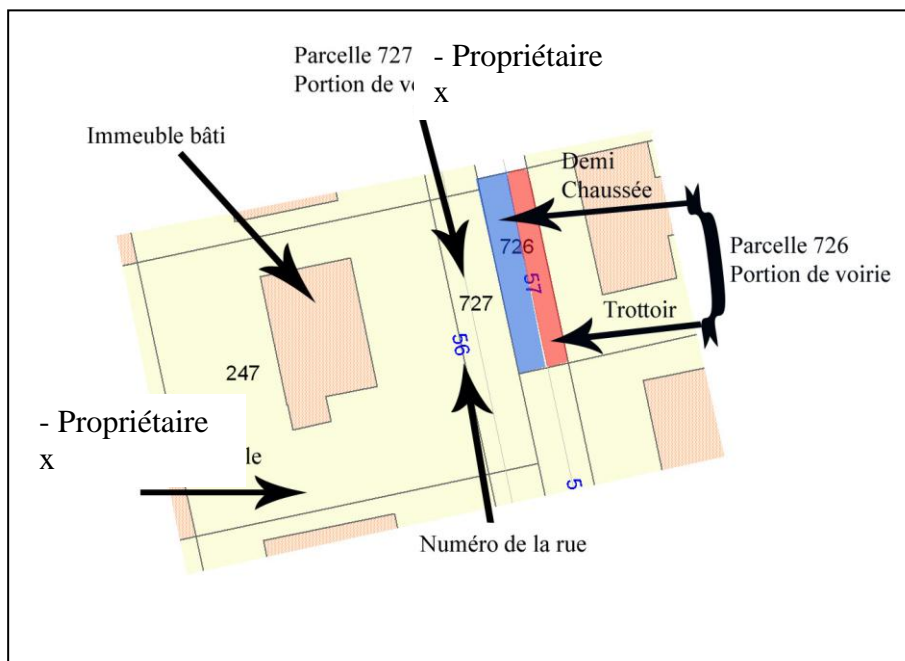 Parcelle 727 - Propriétaire
Portion de x
Immeuble bâti
Demi
Chaussée
726
Parcelle 726
Portion de voirie
57
727
Trottoir
56
247
- Propriétaire
x
5
Numéro de la rue